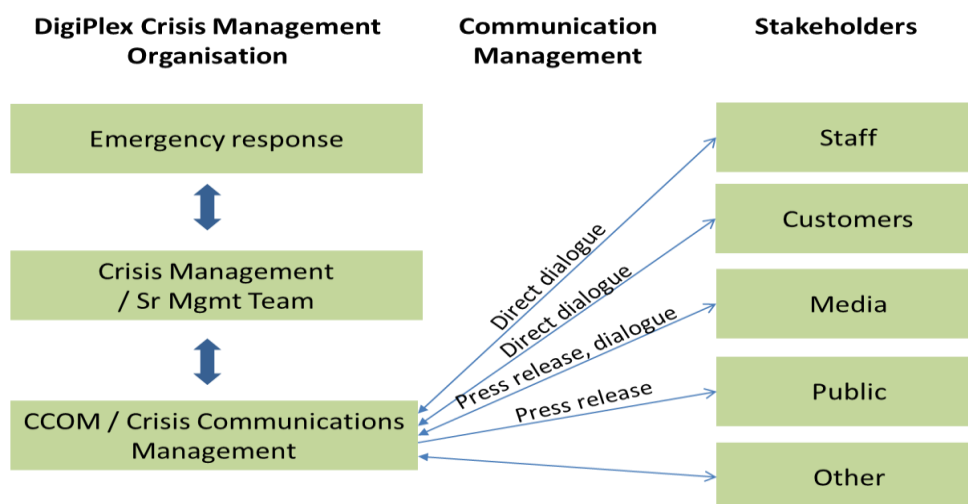 DigiPlex Crisis Management
Organisation
Communication
Management
Stakeholders
Emergency response
Crisis Management
/ Sr Mgmt Team
CCOM / Crisis Communications
Management
Direct dialogue
Direct dialogue
Press release, dialogue
Press release
Staff
Customers
Media
Public
Other